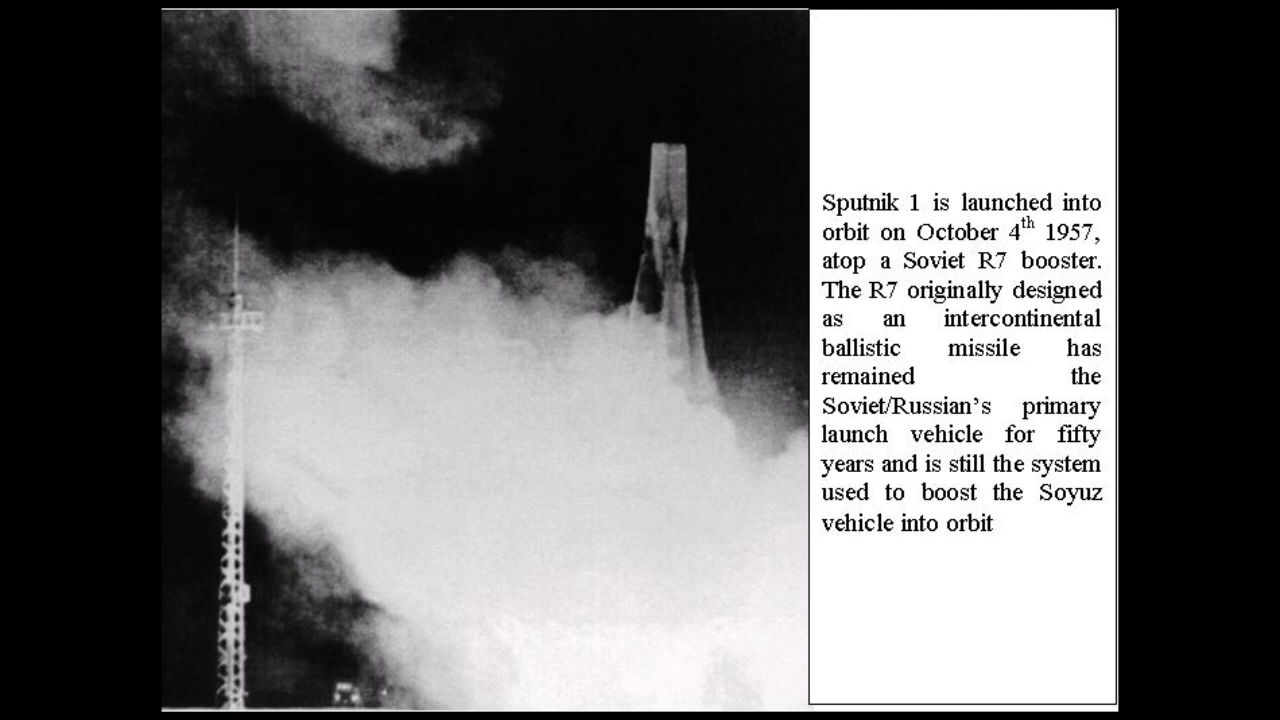 Sputnik 1 is launched into
orbit on October 4th 1957,
atop a Soviet R7 booster.
The R7 originally designed
as an intercontinental
ballistic missile has
remained the
Soviet/Russian’s primary
launch vehicle for fifty
years and is still the system
used to boost the Soyuz
vehicle into orbit